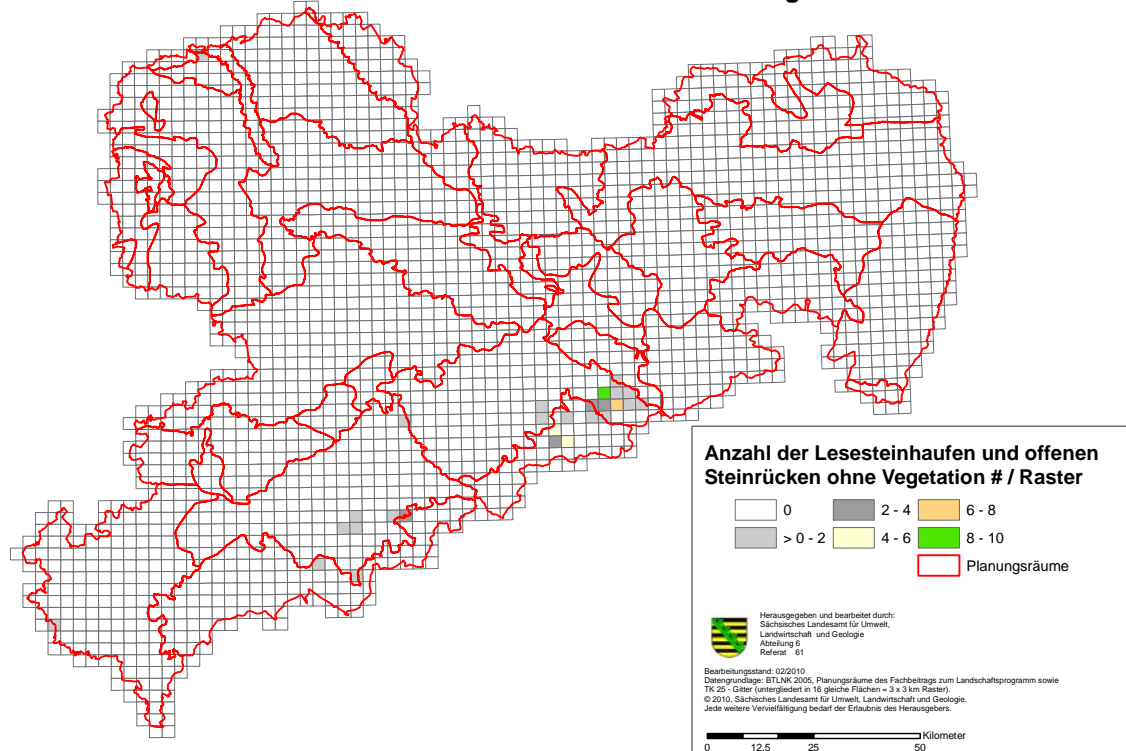 Anzahl der Lesesteinhaufen und offenen
Steinrücken ohne Vegetation # / Raster
0
2 - 4
6 - 8
> 0 - 2
4 - 6
8 - 10
Planungsräume
Herausgegeben und bearbeitet durch:
Sächsisches Landesamt für Umwelt,
Landwirtschaft und Geologie
Abteilung 6
Referat 61
Bearbeitungsstand: 02/2010
Datengrundlage: BTLNK 2005, Planungsräume des Fachbeitrags zum Landschaftsprogramm sowie
TK 25 - Gitter (untergliedert in 16 gleiche Flächen = 3 x 3 km Raster).
© 2010, Sächsisches Landesamt für Umwelt, Landwirtschaft und Geologie.
Jede weitere Vervielfältigung bedarf der Erlaubnis des Herausgebers.
Kilometer
0 12.5 25 50